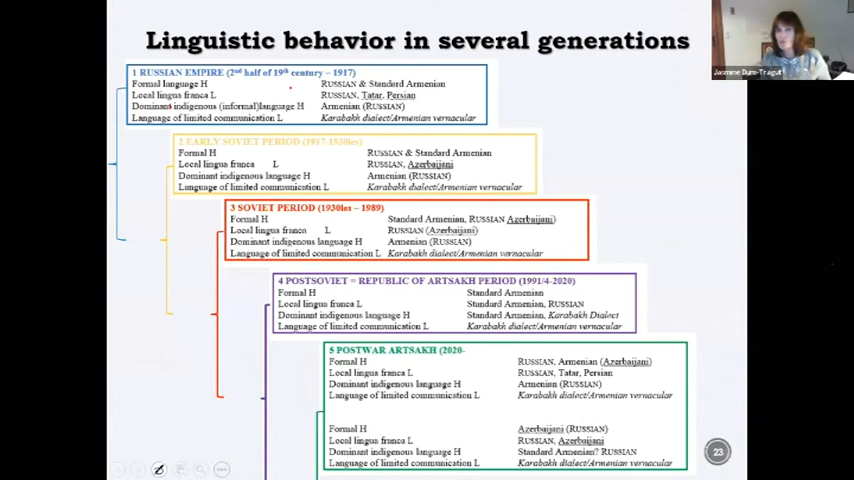 Linguistic behavior in several generations
Jasmine Dum-Tragut
1 RUSSIAN EMPIRE (2nd half of 19th century – 1917)
Formal language H RUSSIAN & Standard Armenian
Local lingua franca L RUSSIAN, Tatar, Persian
Dominant indigenous (informal)language H Armenian (RUSSIAN)
Language of limited communication L Karabakh dialect/Armenian vernacular
2 EARLY SOVIET PERIOD (1917-1930ies)
Formal H RUSSIAN & Standard Armenian
Local lingua franca L RUSSIAN, Azerbaijani
Dominant indigenous language H Armenian (RUSSIAN)
Language of limited communication L Karabakh dialect/Armenian vernacular
3 SOVIET PERIOD (1930Ies – 1989)
Formal H Standard Armenian, RUSSIAN Azerbaijani)
Local lingua franca L RUSSIAN (Azerbaijani)
Dominant indigenous language H Armenian (RUSSIAN)
Language of limited communication L Karabakh dialect/Armenian vernacular
4 POSTSOVIET = REPUBLIC OF ARTSAKH PERIOD (1991/4-2020)
Formal H Standard Armenian
Local lingua franca L Standard Armenian, RUSSIAN
Dominant indigenous language H Standard Armenian, Karabakh Dialect
Language of limited communication L Karabakh dialect/Armenian vernacular
5 POSTWAR ARTSAKH (2020-
Formal H RUSSIAN, Armenian (Azerbaijani)
Local lingua franca L RUSSIAN, Tatar, Persian
Dominant indigenous language H Armenian (RUSSIAN)
Language of limited communication L Karabakh dialect/Armenian vernacular
Formal H Azerbaijani (RUSSIAN)
Local lingua franca L RUSSIAN, Azerbaijani
Dominant indigenous language H Standard Armenian? RUSSIAN
Language of limited communication L Karabakh dialect/Armenian vernacular
23